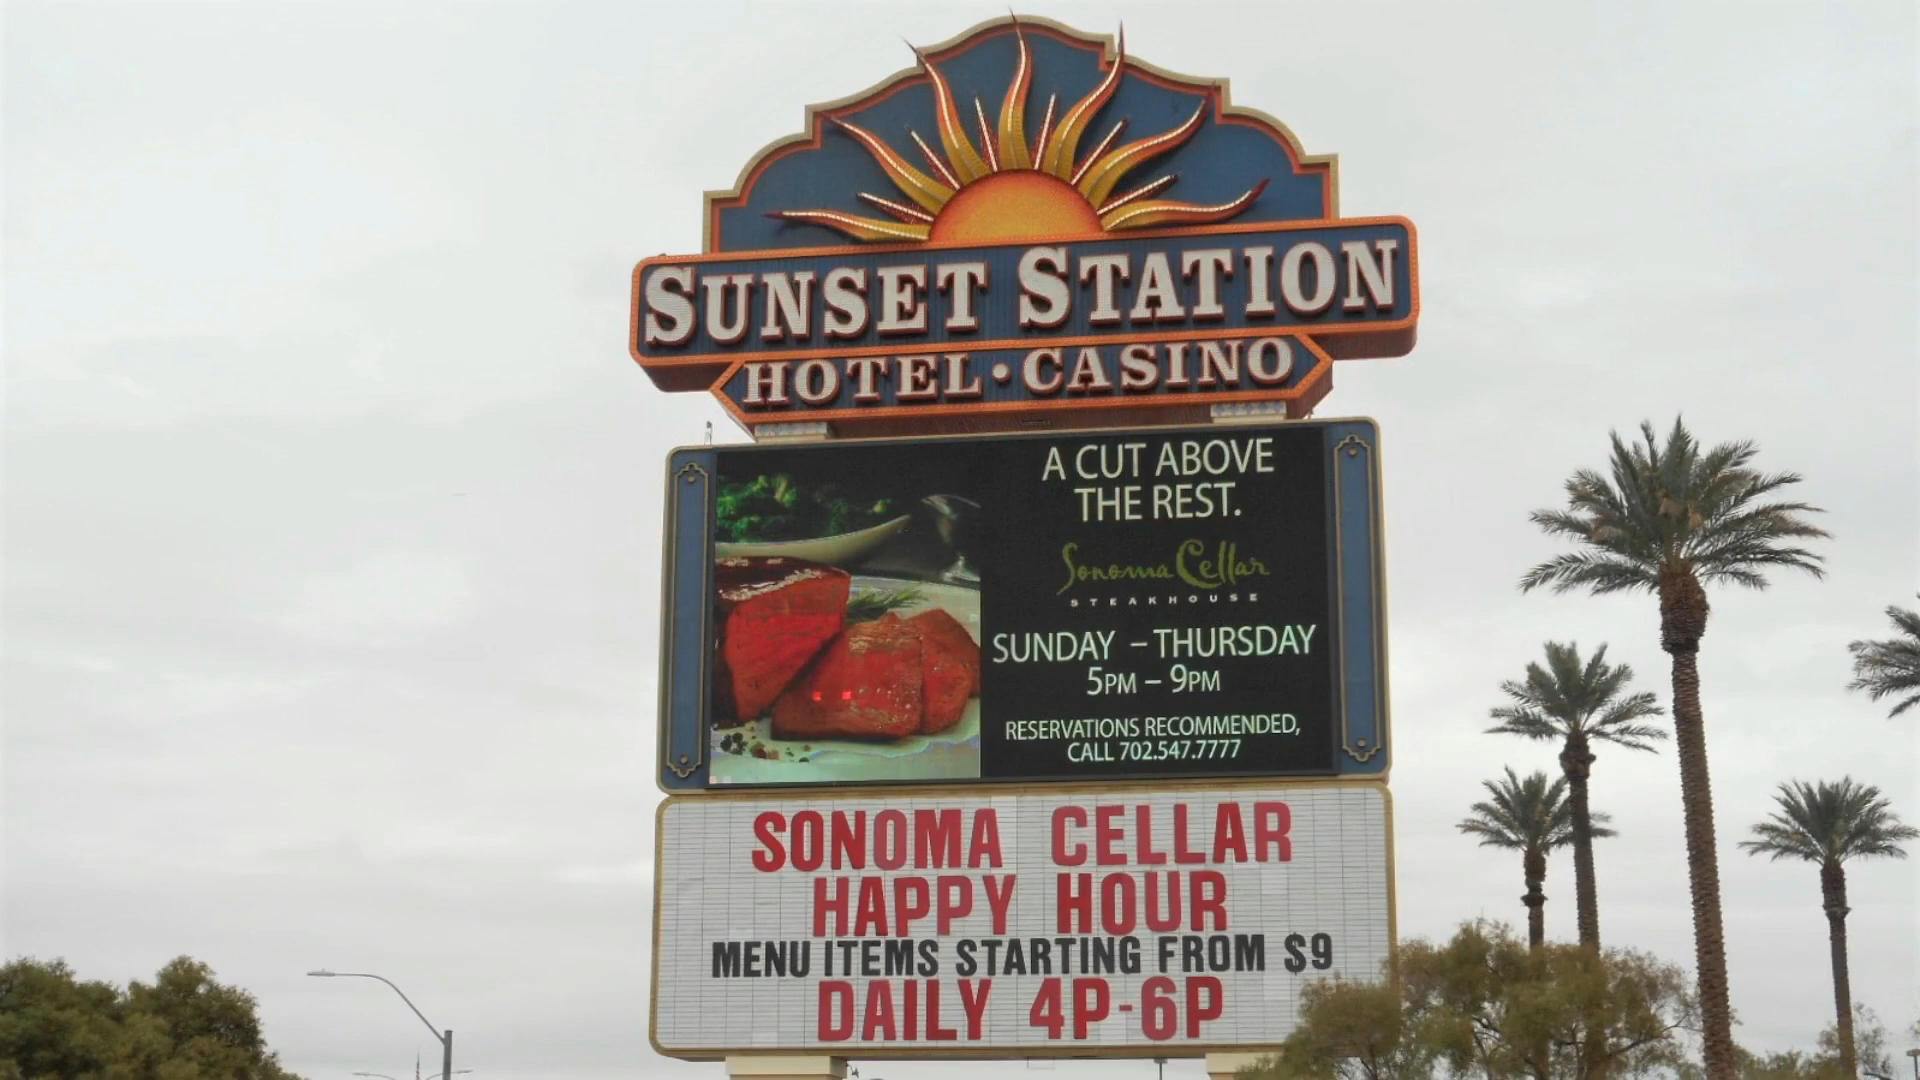 SUNSET STATION
HOTEL • CASINO
A CUT ABOVE
THE REST.
Sonoma Cellar
STEAKHOUSE
SUNDAY – THURSDAY
5PM – 9PM
RESERVATIONS RECOMMENDED,
CALL 702.547.7777
SONOMA CELLAR
HAPPY HOUR
MENU ITEMS STARTING FROM $9
DAILY 4P-6P